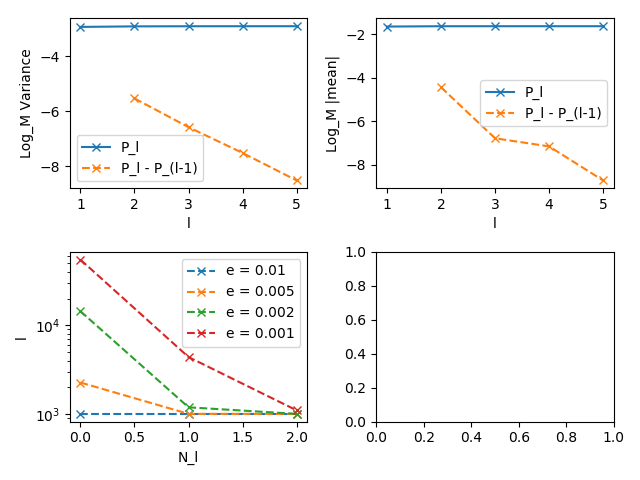 Log_M Variance
−4
−6
−8
P_l
P_l - P_(l-1)
1 2 3 4 5
l
Log_M |mean|
−2
−4
−6
−8
P_l
P_l - P_(l-1)
1 2 3 4 5
l
l
10^4
10^3
e = 0.01
e = 0.005
e = 0.002
e = 0.001
0.0 0.5 1.0 1.5 2.0
N_l
1.0
0.8
0.6
0.4
0.2
0.0
0.0 0.2 0.4 0.6 0.8 1.0